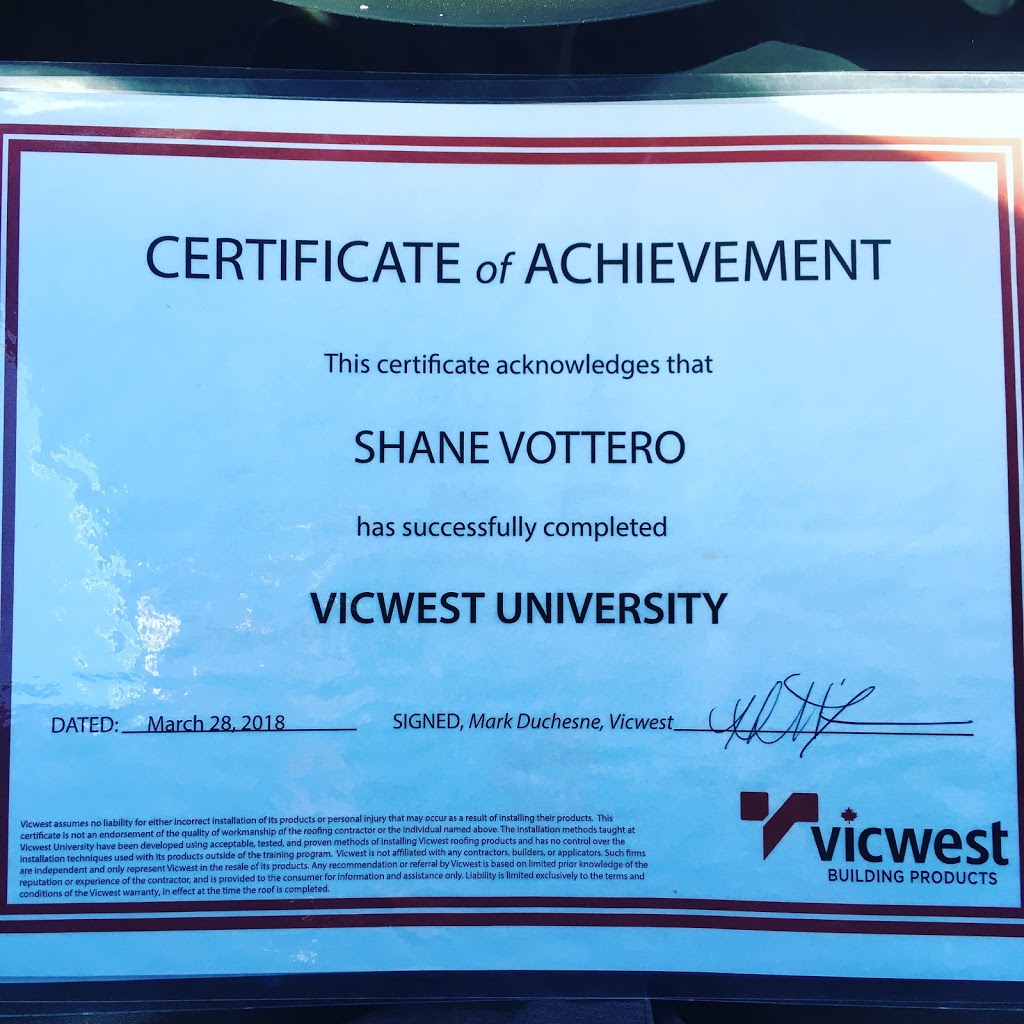 CERTIFICATE of ACHIEVEMENT
This certificate acknowledges that
SHANE VOTTERO
has successfully completed
VICWEST UNIVERSITY
DATED: March 28, 2018 SIGNED, Mark Duchesne, Vicwest
Vicwest assumes no liability for either incorrect installation of its products or personal injury that may occur as a result of installing their products. This
certificate is not an endorsement of the quality of workmanship of the roofing contractor or the individual named above. The installation methods taught at
Vicwest University have been developed using acceptable, tested, and proven methods of installing Vicwest roofing products and has no control over the
installation techniques used with its products outside of the training program. Vicwest is not affiliated with any contractors, builders, or applicators. Such firms
are independent and only represent Vicwest in the resale of its products. Any recommendation or referral by Vicwest is based on limited prior knowledge of the
reputation or experience of the contractor, and is provided to the consumer for information and assistance only. Liability is limited exclusively to the terms and
conditions of the Vicwest warranty, in effect at the time the roof is completed.
vicwest
BUILDING PRODUCTS